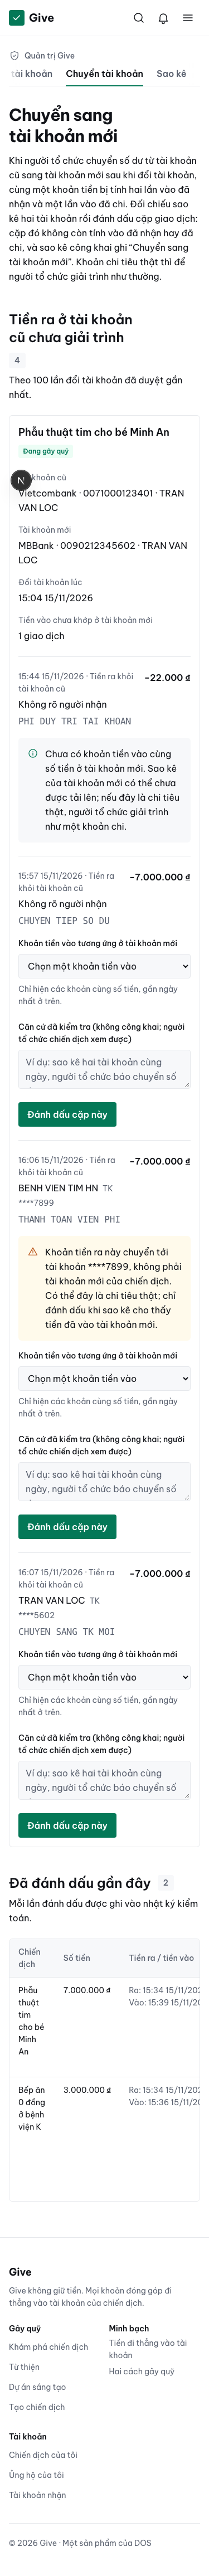 Give
Quản trị Give
tài khoản
Chuyển tài khoản
Sao kê
Chuyển sang
tài khoản mới
Khi người tổ chức chuyển số dư từ tài khoản
cũ sang tài khoản mới sau khi đổi tài khoản,
cùng một khoản tiền bị tính hai lần vào đã
nhận và một lần vào đã chi. Đối chiếu sao
kê hai tài khoản rồi đánh dấu cặp giao dịch:
cặp đó không còn tính vào đã nhận hay đã
chi, và sao kê công khai ghi “Chuyển sang
tài khoản mới”. Khoản chi tiêu thật thì để
người tổ chức giải trình như thường.
Tiền ra ở tài khoản
cũ chưa giải trình
4
Theo 100 lần đổi tài khoản đã duyệt gần
nhất.
Phẫu thuật tim cho bé Minh An
Đang gây quỹ
khoản cũ
Vietcombank · 0071000123401 · TRAN
VAN LOC
Tài khoản mới
MBBank · 0090212345602 · TRAN VAN
LOC
Đổi tài khoản lúc
15:04 15/11/2026
Tiền vào chưa khớp ở tài khoản mới
1 giao dịch
15:44 15/11/2026 · Tiền ra khỏi
tài khoản cũ
-22.000 ₫
Không rõ người nhận
PHI DUY TRI TAI KHOAN
Chưa có khoản tiền vào cùng
số tiền ở tài khoản mới. Sao kê
của tài khoản mới có thể chưa
được tải lên; nếu đây là chi tiêu
thật, người tổ chức giải trình
như một khoản chi.
15:57 15/11/2026 · Tiền ra
khỏi tài khoản cũ
-7.000.000 ₫
Không rõ người nhận
CHUYEN TIEP SO DU
Khoản tiền vào tương ứng ở tài khoản mới
Chọn một khoản tiền vào
Chỉ hiện các khoản cùng số tiền, gần ngày
nhất ở trên.
Căn cứ đã kiểm tra (không công khai; người
tổ chức chiến dịch xem được)
Ví dụ: sao kê hai tài khoản cùng
ngày, người tổ chức báo chuyển số
Đánh dấu cặp này
16:06 15/11/2026 · Tiền ra
khỏi tài khoản cũ
-7.000.000 ₫
BENH VIEN TIM HN TK
****7899
THANH TOAN VIEN PHI
Khoản tiền ra này chuyển tới
tài khoản ****7899, không phải
tài khoản mới của chiến dịch.
Có thể đây là chi tiêu thật; chỉ
đánh dấu khi sao kê cho thấy
tiền đã vào tài khoản mới.
Khoản tiền vào tương ứng ở tài khoản mới
Chọn một khoản tiền vào
Chỉ hiện các khoản cùng số tiền, gần ngày
nhất ở trên.
Căn cứ đã kiểm tra (không công khai; người
tổ chức chiến dịch xem được)
Ví dụ: sao kê hai tài khoản cùng
ngày, người tổ chức báo chuyển số
Đánh dấu cặp này
16:07 15/11/2026 · Tiền ra
khỏi tài khoản cũ
-7.000.000 ₫
TRAN VAN LOC TK
****5602
CHUYEN SANG TK MOI
Khoản tiền vào tương ứng ở tài khoản mới
Chọn một khoản tiền vào
Chỉ hiện các khoản cùng số tiền, gần ngày
nhất ở trên.
Căn cứ đã kiểm tra (không công khai; người
tổ chức chiến dịch xem được)
Ví dụ: sao kê hai tài khoản cùng
ngày, người tổ chức báo chuyển số
Đánh dấu cặp này
Đã đánh dấu gần đây 2
Mỗi lần đánh dấu được ghi vào nhật ký kiểm
toán.
Chiến
dịch
Số tiền
Tiền ra / tiền vào
Phẫu
thuật
tim
cho bé
Minh
An
7.000.000 ₫
Ra: 15:34 15/11/202
Vào: 15:39 15/11/20
Bếp ăn
0 đồng
ở bệnh
viện K
3.000.000 ₫
Ra: 15:34 15/11/202
Vào: 15:36 15/11/20
Give
Give không giữ tiền. Mọi khoản đóng góp đi
thẳng vào tài khoản của chiến dịch.
Gây quỹ
Khám phá chiến dịch
Từ thiện
Dự án sáng tạo
Tạo chiến dịch
Minh bạch
Tiền đi thẳng vào tài
khoản
Hai cách gây quỹ
Tài khoản
Chiến dịch của tôi
Ủng hộ của tôi
Tài khoản nhận
© 2026 Give · Một sản phẩm của DOS